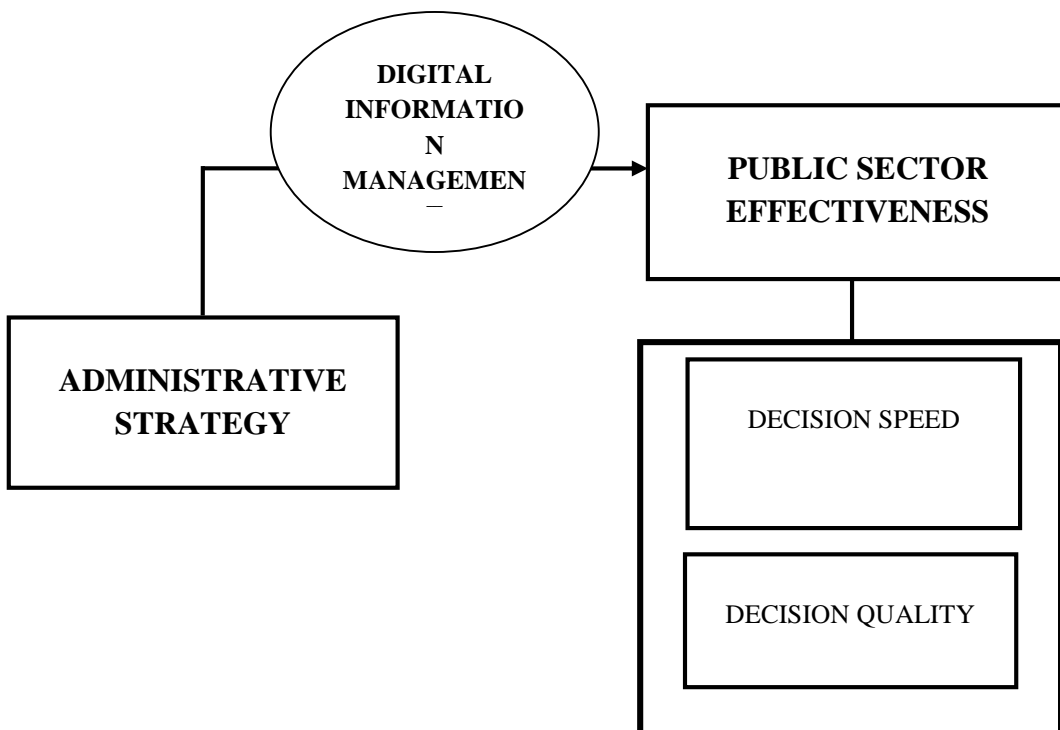 DIGITAL
INFORMATIO
N
MANAGEMEN
PUBLIC SECTOR
EFFECTIVENESS
ADMINISTRATIVE
STRATEGY
DECISION SPEED
DECISION QUALITY